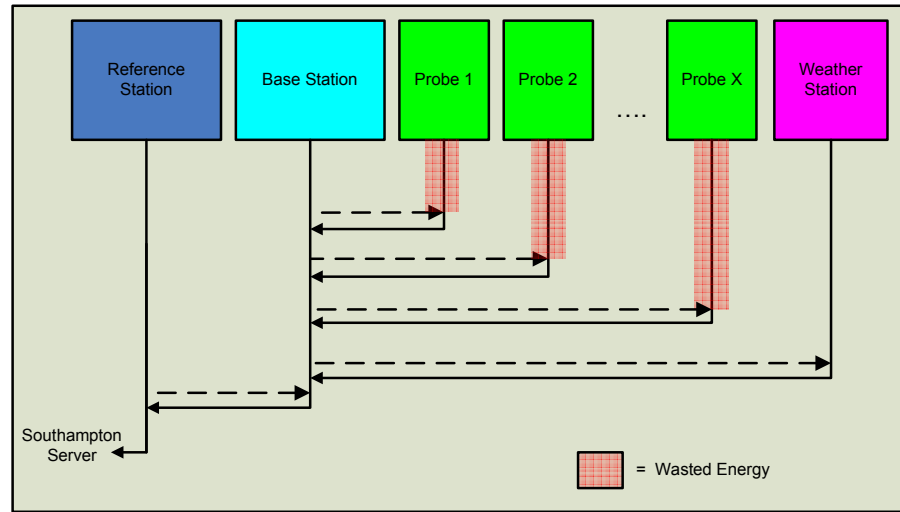 Reference
Station
Base Station
Probe 1
Probe 2
....
Probe X
Weather
Station
Southampton
Server
= Wasted Energy